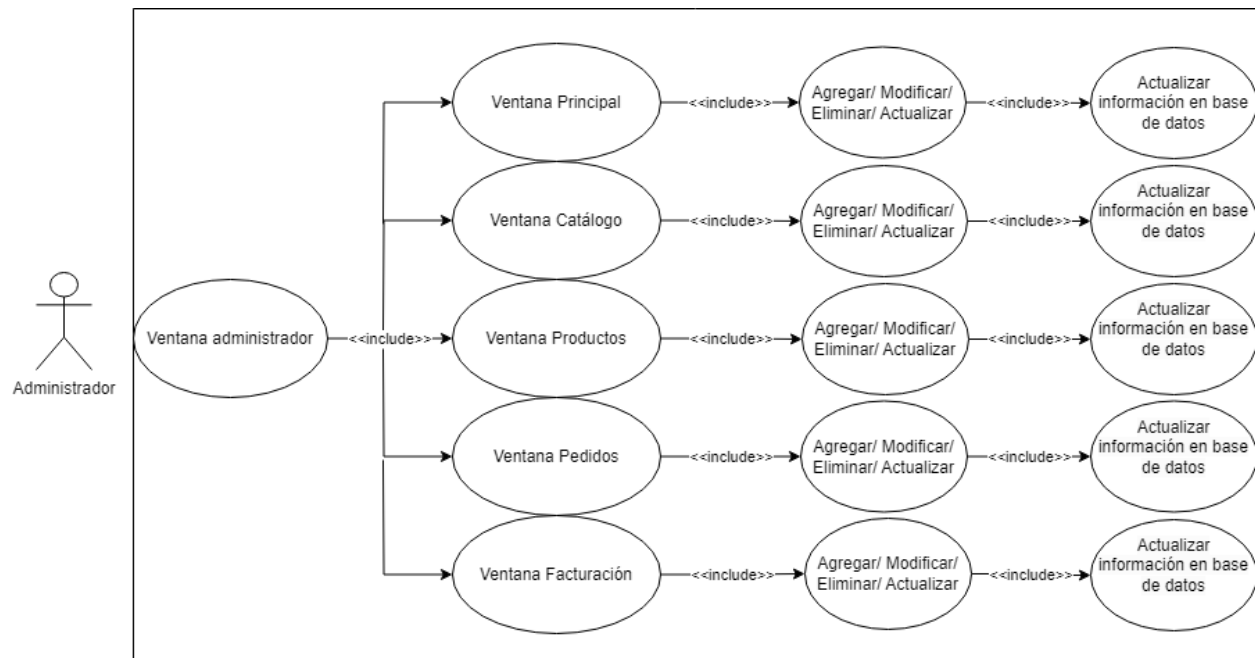 Ventana Principal
<<include>>
Agregar/ Modificar/
Eliminar/ Actualizar
<<include>>
Actualizar
información en base
de datos
Ventana Catálogo
<<include>>
Agregar/ Modificar/
Eliminar/ Actualizar
<<include>>
Actualizar
información en base
de datos
Administrador
Ventana administrador
<<include>>
Ventana Productos
<<include>>
Agregar/ Modificar/
Eliminar/ Actualizar
<<include>>
Actualizar
información en base
de datos
Ventana Pedidos
<<include>>
Agregar/ Modificar/
Eliminar/ Actualizar
<<include>>
Actualizar
información en base
de datos
Ventana Facturación
<<include>>
Agregar/ Modificar/
Eliminar/ Actualizar
<<include>>
Actualizar
información en base
de datos